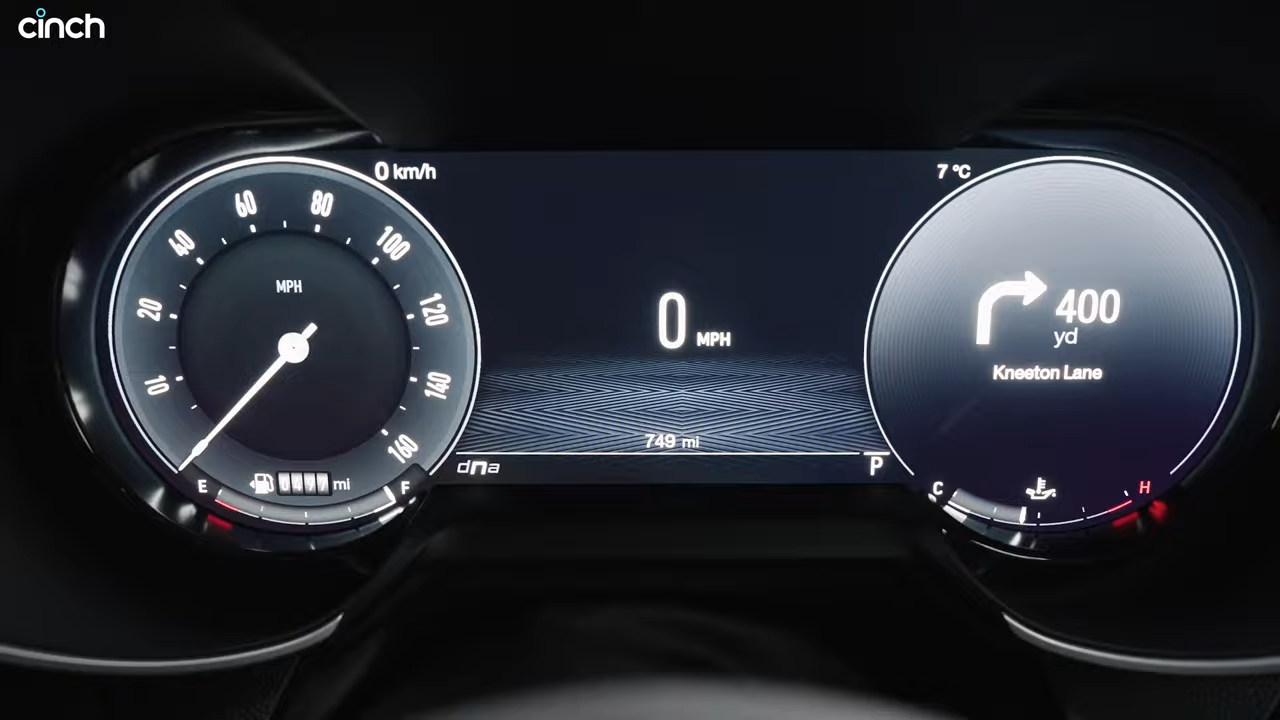 cinch
0 km/h
7 °C
60 80
40 100
20 120
10 140
160
MPH
0 MPH
400
yd
Kneeton Lane
749 mi
dna
P
E 0477 mi F
C H